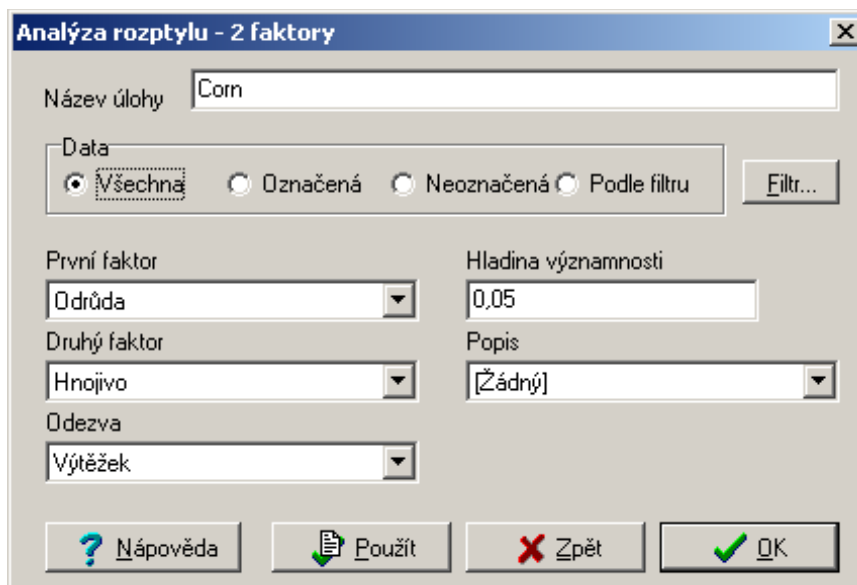 Analýza rozptylu - 2 faktory
Název úlohy Corn
Data
Všechna Označená Neoznačená Podle filtru Filtr...
První faktor Hladina významnosti
Odrůda 0,05
Druhý faktor Popis
Hnojivo [Žádný]
Odezva
Výtěžek
? Nápověda Použít Zpět OK